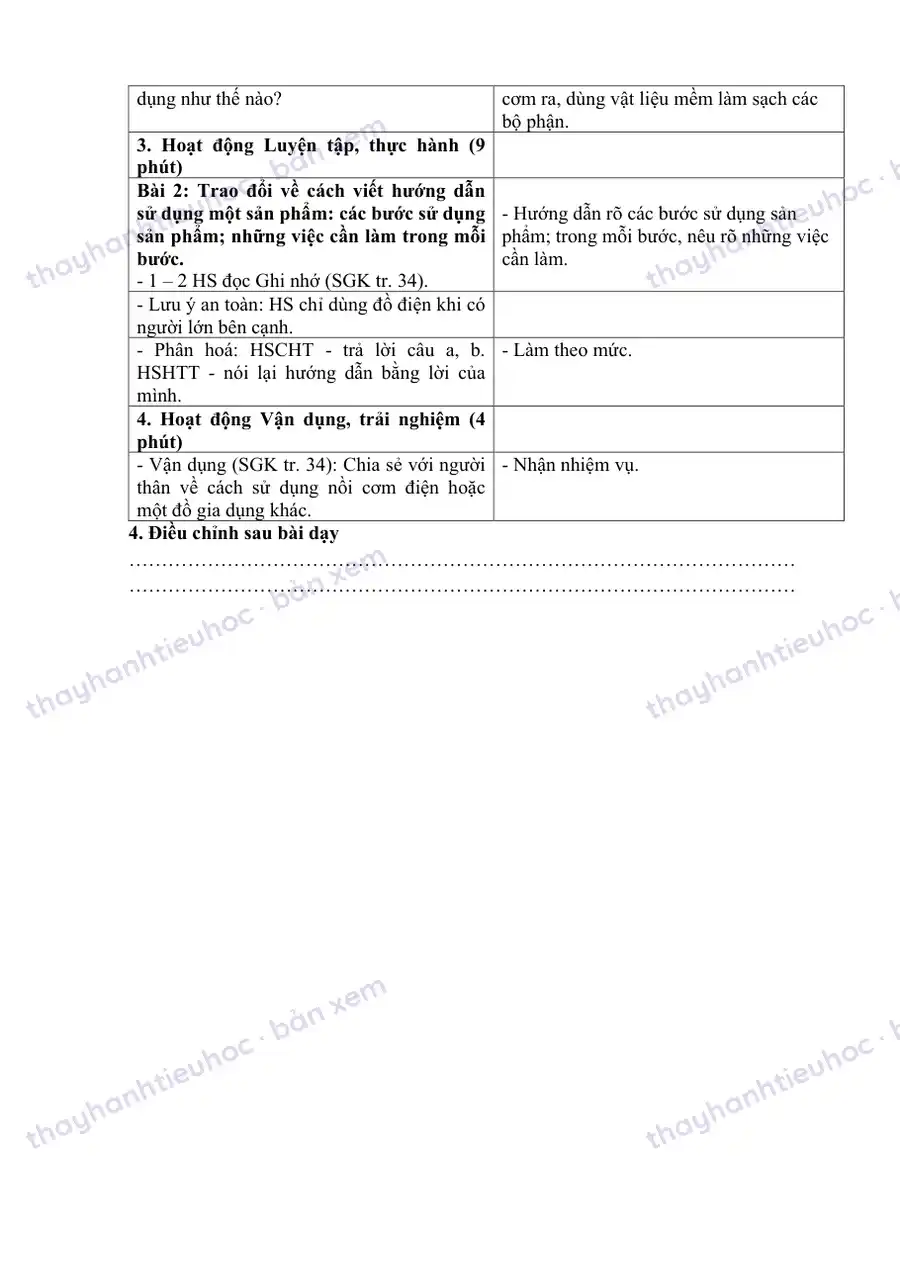 dụng như thế nào?
cơm ra, dùng vật liệu mềm làm sạch các
bộ phận.
3. Hoạt động Luyện tập, thực hành (9
phút)
Bài 2: Trao đổi về cách viết hướng dẫn
sử dụng một sản phẩm: các bước sử dụng
sản phẩm; những việc cần làm trong mỗi
bước.
- 1 – 2 HS đọc Ghi nhớ (SGK tr. 34).
- Hướng dẫn rõ các bước sử dụng sản
phẩm; trong mỗi bước, nêu rõ những việc
cần làm.
- Lưu ý an toàn: HS chỉ dùng đồ điện khi có
người lớn bên cạnh.
- Phân hoá: HSCHT - trả lời câu a, b.
HSHTT - nói lại hướng dẫn bằng lời của
mình.
- Làm theo mức.
4. Hoạt động Vận dụng, trải nghiệm (4
phút)
- Vận dụng (SGK tr. 34): Chia sẻ với người
thân về cách sử dụng nồi cơm điện hoặc
một đồ gia dụng khác.
- Nhận nhiệm vụ.
4. Điều chỉnh sau bài dạy
……………………………………………………………………………………………
……………………………………………………………………………………………
thayhanhtieuhoc · bản xem
thayhanhtieuhoc · b
thayhanhtieuhoc · bản xem
thayhanhtieuhoc · b
thayhanhtieuhoc · bản xem
thayhanhtieuhoc · b